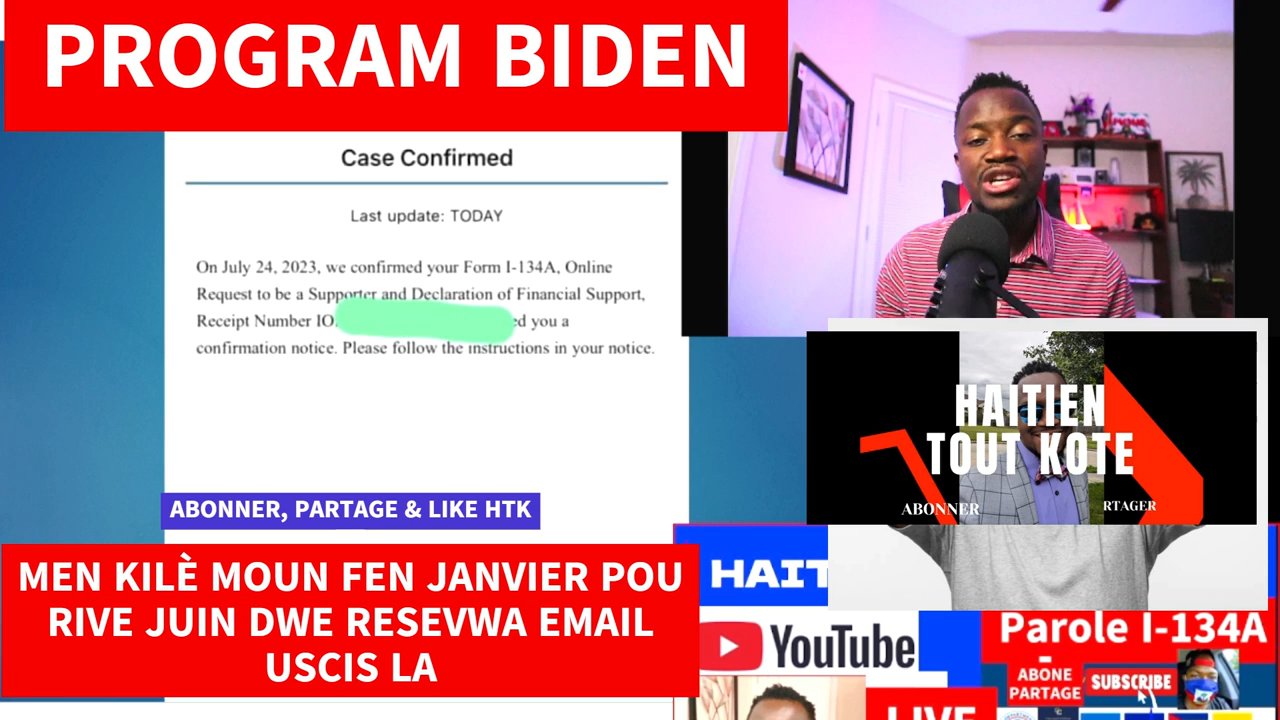 PROGRAM BIDEN
Case Confirmed
Last update: TODAY
On July 24, 2023, we confirmed your Form I-134A, Online
Request to be a Supporter and Declaration of Financial Support,
Receipt Number IO ed you a
confirmation notice. Please follow the instructions in your notice.
ABONNER, PARTAGE & LIKE HTK
MEN KILÈ MOUN FEN JANVIER POU
RIVE JUIN DWE RESEVWA EMAIL
USCIS LA
HAITIEN
TOUT KOTE
ABONNER
RTAGER
HAIT
YouTube
Parole I-134A
ABONE
PARTAGE
SUBSCRIBE
LIVE